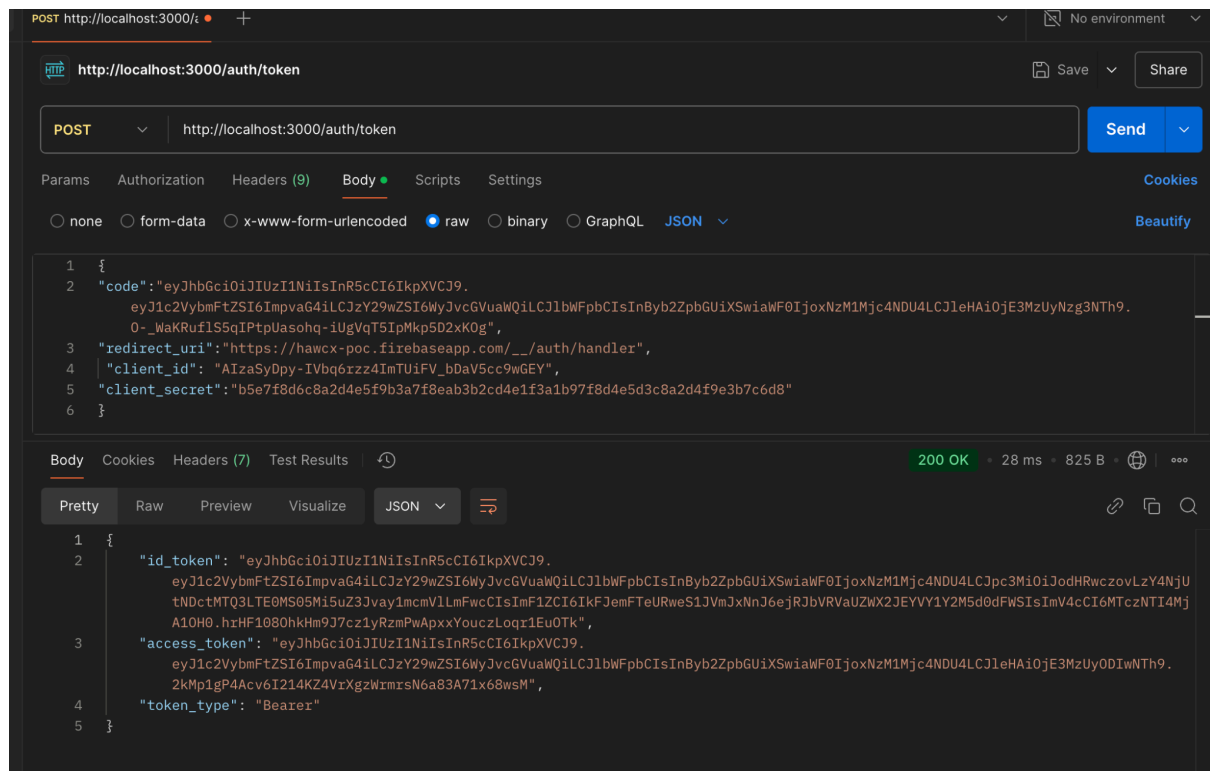 POST http://localhost:3000/a
No environment
HTTP http://localhost:3000/auth/token
Save
Share
POST http://localhost:3000/auth/token
Send
Params Authorization Headers (9) Body Scripts Settings Cookies
none form-data x-www-form-urlencoded raw binary GraphQL JSON Beautify
1 {
2 "code":"eyJhbGciOiJIUzI1NiIsInR5cCI6IkpXVCJ9.
eyJ1c2VybmFtZSI6ImpvaG4iLCJzY29wZSI6WyJvcGVuaWQiLCJlbWFpbCIsInByb2ZpbGUiXSwiaWF0IjoxNzM1Mjc4NDU4LCJleHAiOjE3MzUyNzg3NTh9.
O-_WaKRuflS5qIPtpUasohq-iUgVqT5IpMkp5D2xKOg",
3 "redirect_uri":"https://hawcx-poc.firebaseapp.com/__/auth/handler",
4 "client_id": "AIzaSyDpy-IVbq6rzz4ImTUiFV_bDaV5cc9wGEY",
5 "client_secret":"b5e7f8d6c8a2d4e5f9b3a7f8eab3b2cd4e1f3a1b97f8d4e5d3c8a2d4f9e3b7c6d8"
6 }
Body Cookies Headers (7) Test Results 200 OK 28 ms 825 B
Pretty Raw Preview Visualize JSON
1 {
2 "id_token": "eyJhbGciOiJIUzI1NiIsInR5cCI6IkpXVCJ9.
eyJ1c2VybmFtZSI6ImpvaG4iLCJzY29wZSI6WyJvcGVuaWQiLCJlbWFpbCIsInByb2ZpbGUiXSwiaWF0IjoxNzM1Mjc4NDU4LCJpc3MiOiJodHRwczovLzY4NjU
tNDctMTQ3LTE0MS05Mi5uZ3Jvay1mcmVlLmFwcCIsImF1ZCI6IkFJemFTeURweS1JVmJxNnJ6ejRJbVRVaUZWX2JEYVY1Y2M5d0dFWSIsImV4cCI6MTczNTI4Mj
A1OH0.hrHF108OhkHm9J7cz1yRzmPwApxxYouczLoqr1EuOTk",
3 "access_token": "eyJhbGciOiJIUzI1NiIsInR5cCI6IkpXVCJ9.
eyJ1c2VybmFtZSI6ImpvaG4iLCJzY29wZSI6WyJvcGVuaWQiLCJlbWFpbCIsInByb2ZpbGUiXSwiaWF0IjoxNzM1Mjc4NDU4LCJleHAiOjE3MzUyODIwNTh9.
2kMp1gP4Acv6I214KZ4VrXgzWrmrsN6a83A71x68wsM",
4 "token_type": "Bearer"
5 }